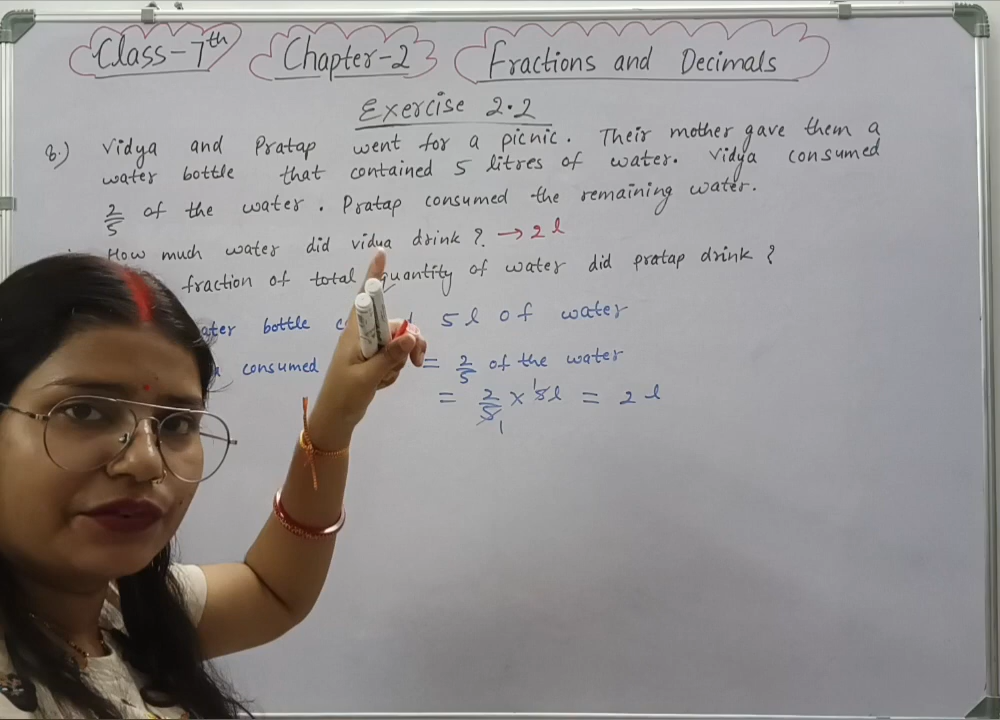 Class-7th Chapter-2 Fractions and Decimals
Exercise 2.2
8.) Vidya and Pratap went for a picnic. Their mother gave them a
water bottle that contained 5 litres of water. Vidya consumed
2/5 of the water. Pratap consumed the remaining water.
How much water did vidya drink? → 2 l
fraction of total quantity of water did pratap drink?
ater bottle 5 l of water
consumed = 2/5 of the water
= 2/5 1 × 1 5 l = 2 l